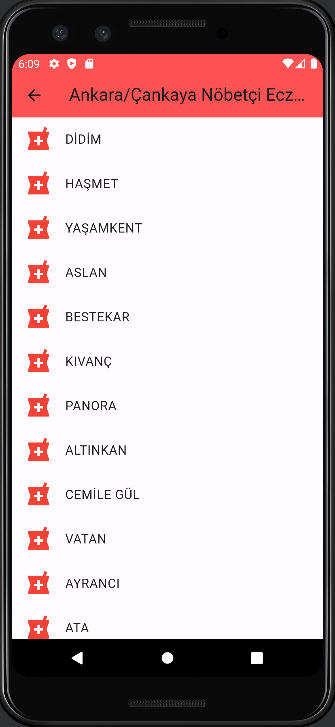 6:09
Ankara/Çankaya Nöbetçi Ecz...
DİDİM
HAŞMET
YAŞAMKENT
ASLAN
BESTEKAR
KIVANÇ
PANORA
ALTINKAN
CEMİLE GÜL
VATAN
AYRANCI
ATA